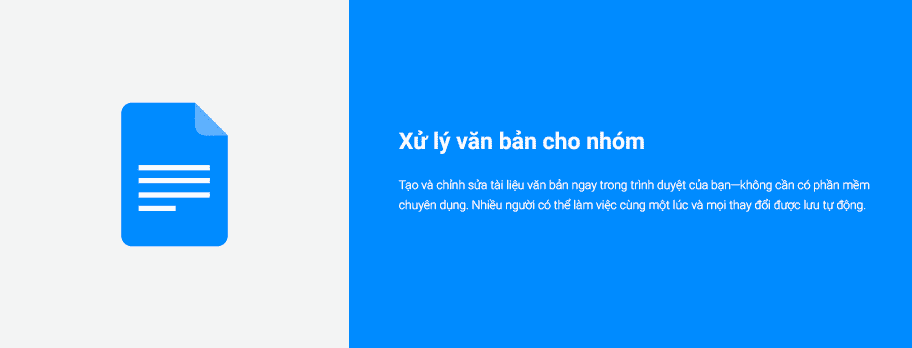 Xử lý văn bản cho nhóm
Tạo và chỉnh sửa tài liệu văn bản ngay trong trình duyệt của bạn—không cần có phần mềm
chuyên dụng. Nhiều người có thể làm việc cùng một lúc và mọi thay đổi được lưu tự động.